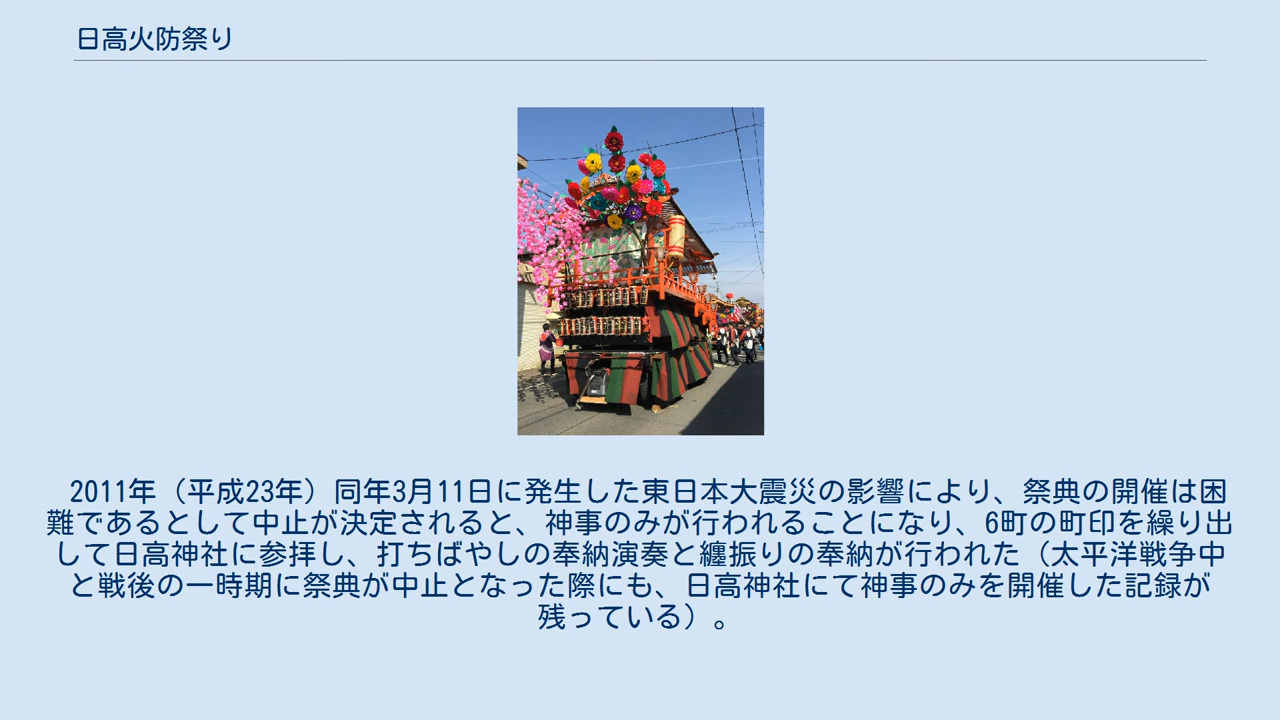 日高火防祭り
2011年（平成23年）同年3月11日に発生した東日本大震災の影響により、祭典の開催は困
難であるとして中止が決定されると、神事のみが行われることになり、6町の町印を繰り出
して日高神社に参拝し、打ちばやしの奉納演奏と纏振りの奉納が行われた（太平洋戦争中
と戦後の一時期に祭典が中止となった際にも、日高神社にて神事のみを開催した記録が
残っている）。